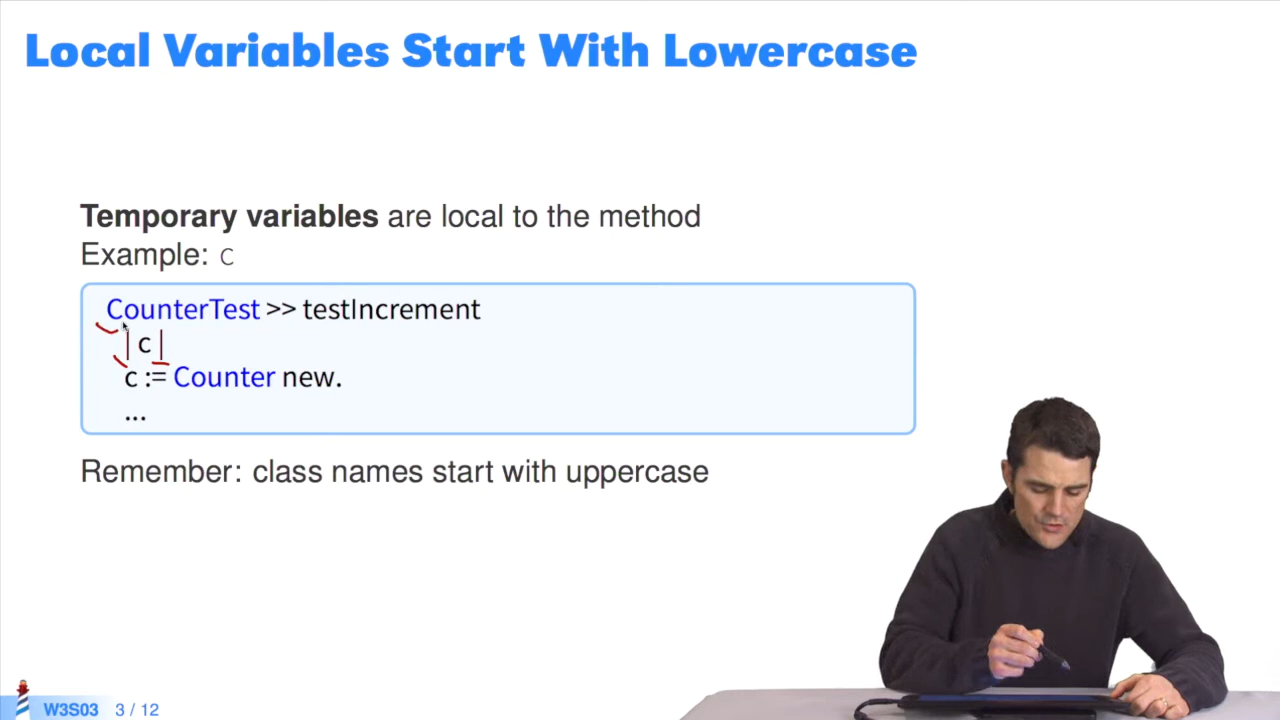 Local Variables Start With Lowercase
Temporary variables are local to the method
Example: c
CounterTest >> testIncrement
| c |
c := Counter new.
...
Remember: class names start with uppercase
W3S03 3 / 12